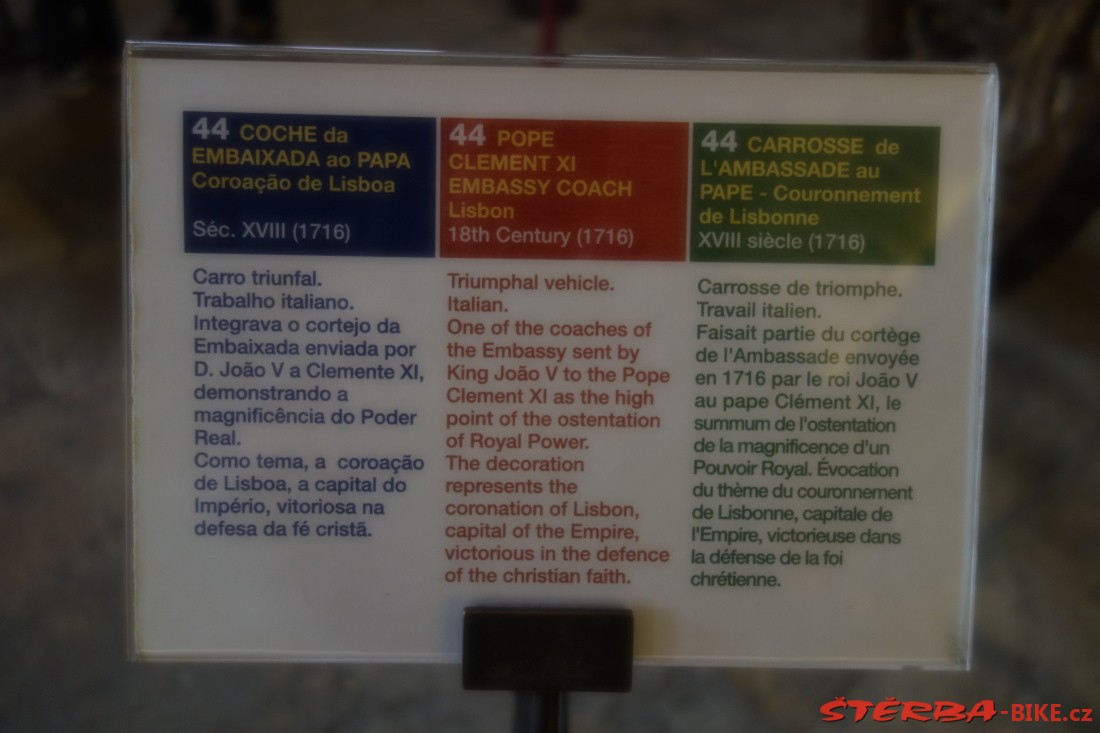 44 COCHE da
EMBAIXADA ao PAPA
Coroação de Lisboa
Séc. XVIII (1716)
Carro triunfal.
Trabalho italiano.
Integrava o cortejo da
Embaixada enviada por
D. João V a Clemente XI,
demonstrando a
magnificência do Poder
Real.
Como tema, a coroação
de Lisboa, a capital do
Império, vitoriosa na
defesa da fé cristã.
44 POPE
CLEMENT XI
EMBASSY COACH
Lisbon
18th Century (1716)
Triumphal vehicle.
Italian.
One of the coaches of
the Embassy sent by
King João V to the Pope
Clement XI as the high
point of the ostentation
of Royal Power.
The decoration
represents the
coronation of Lisbon,
capital of the Empire,
victorious in the defence
of the christian faith.
44 CARROSSE de
L'AMBASSADE au
PAPE - Couronnement
de Lisbonne
XVIII siècle (1716)
Carrosse de triomphe.
Travail italien.
Faisait partie du cortège
de l'Ambassade envoyée
en 1716 par le roi João V
au pape Clément XI, le
summum de l'ostentation
de la magnificence d'un
Pouvoir Royal. Évocation
du thème du couronnement
de Lisbonne, capitale de
l'Empire, victorieuse dans
la défense de la foi
chrétienne.
ŠTĚRBA-BIKE.cz